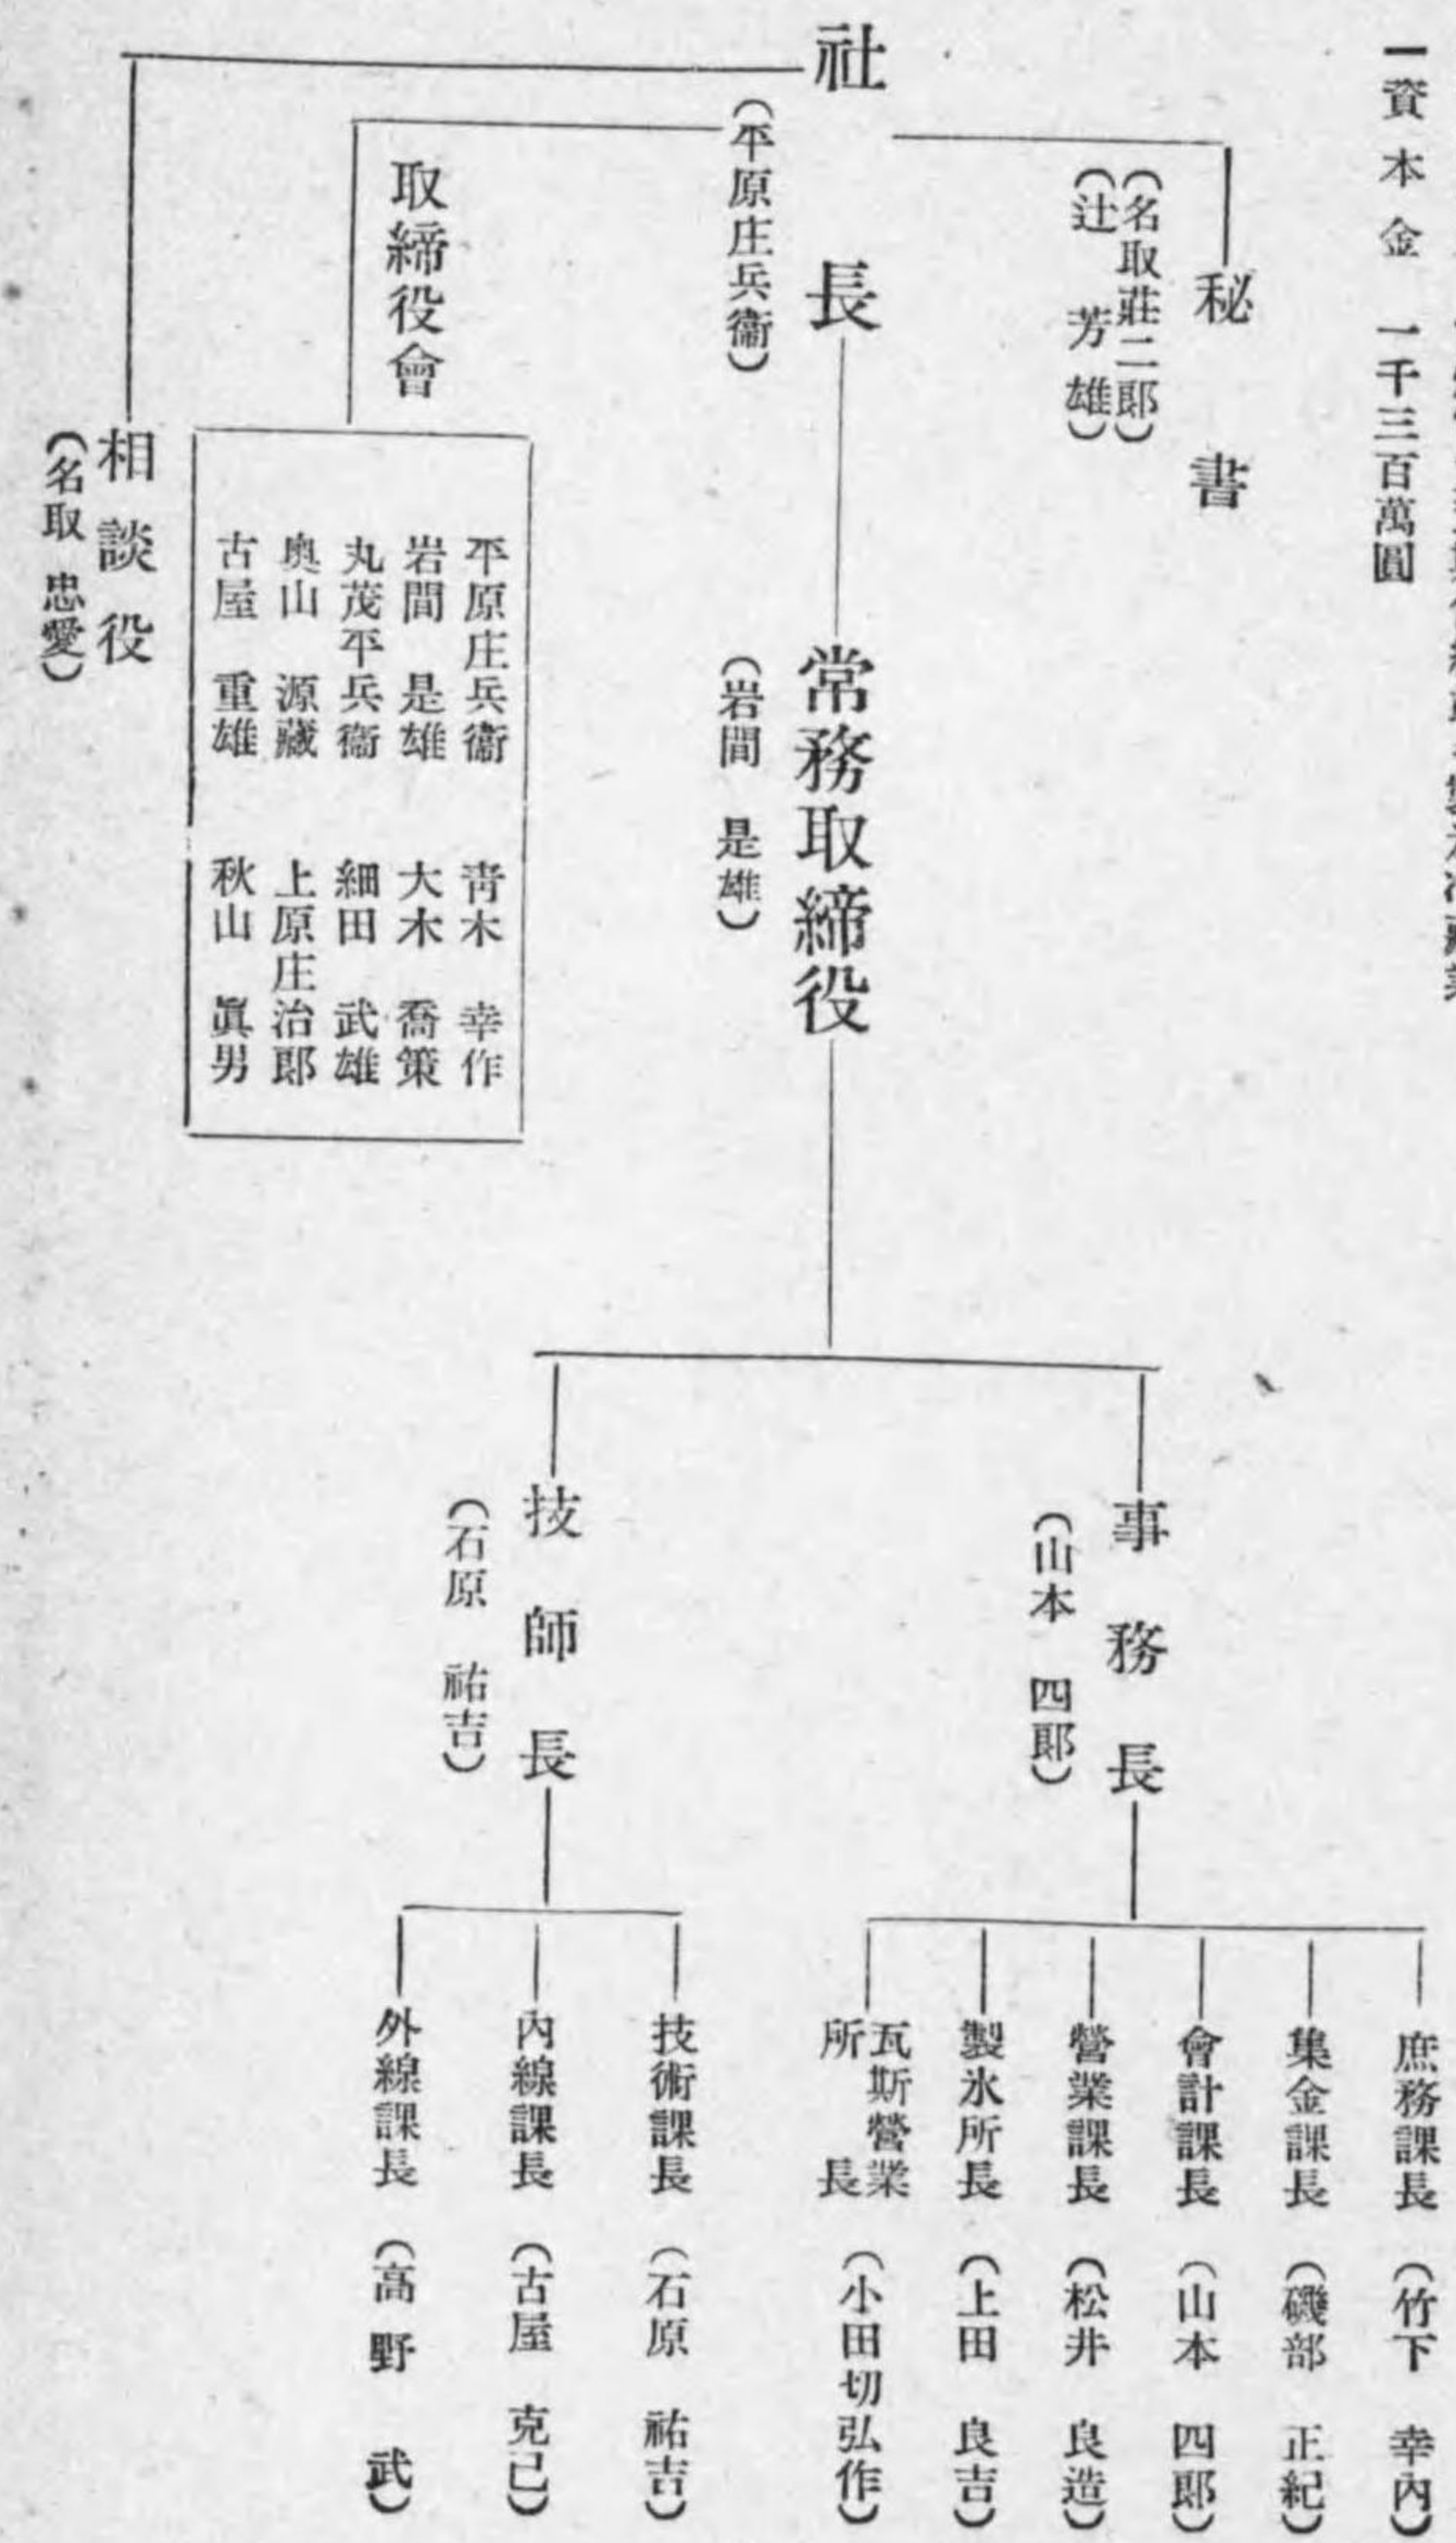 一資本金 一千三百萬圓
秘書
(名取莊二郎)
(辻 芳雄)
社長
(平原庄兵衞)
取締役會
平原庄兵衞 青木 幸作
岩間 是雄 大木 喬策
丸茂平兵衞 細田 武雄
奧山 源藏 上原庄治郎
古屋 重雄 秋山 眞男
相談役
(名取 忠愛)
常務取締役
(岩間 是雄)
事務長
(山本 四郎)
庶務課長 (竹下 幸內)
集金課長 (磯部 正紀)
會計課長 (山本 四郎)
營業課長 (松井 良造)
製氷所長 (上田 良吉)
瓦斯營業
所長 (小田切弘作)
技師長
(石原 祐吉)
技術課長 (石原 祐吉)
內線課長 (古屋 克己)
外線課長 (高野 武)